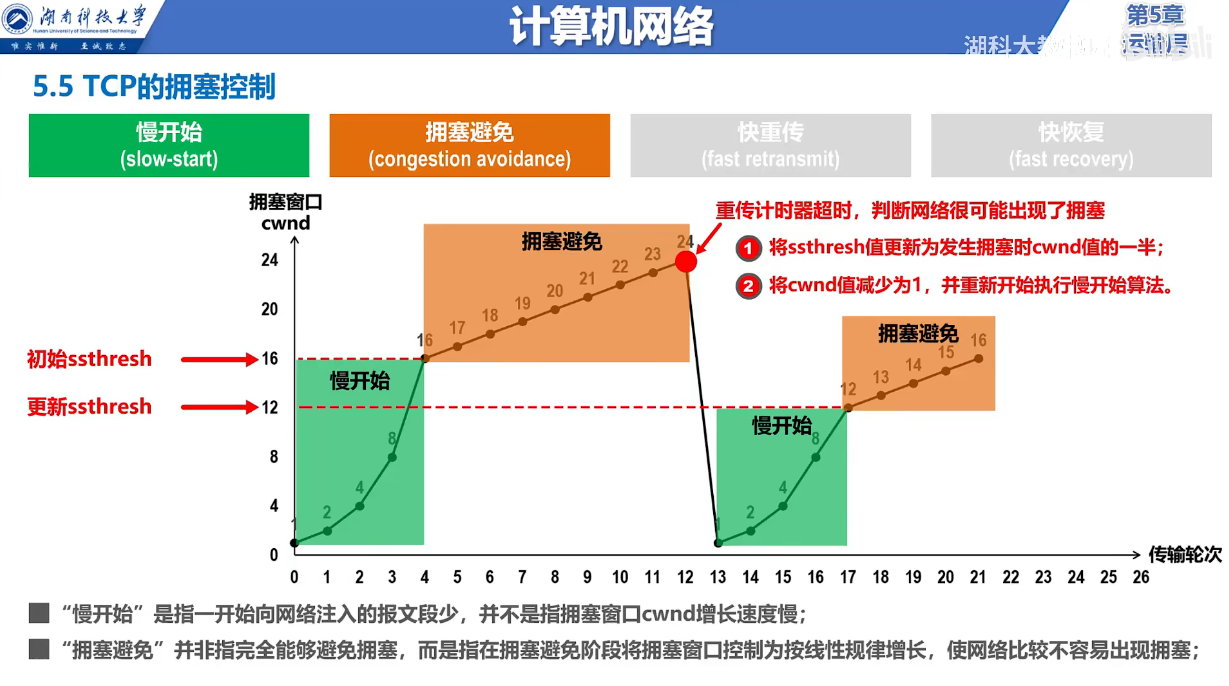 湖南科技大学
Hunan University of Science and Technology
唯实惟新 至诚致志
计算机网络
第5章
运输层
湖科大教
bilibili
5.5 TCP的拥塞控制
慢开始
(slow-start)
拥塞避免
(congestion avoidance)
快重传
(fast retransmit)
快恢复
(fast recovery)
拥塞窗口
cwnd
重传计时器超时，判断网络很可能出现了拥塞
1 将ssthresh值更新为发生拥塞时cwnd值的一半；
2 将cwnd值减少为1，并重新开始执行慢开始算法。
拥塞避免
24
20
16
12
8
4
0
初始ssthresh
更新ssthresh
慢开始
1 2 4 8 16 17 18 19 20 21 22 23 24
慢开始
拥塞避免
1 2 4 8 12 13 14 15 16
0 1 2 3 4 5 6 7 8 9 10 11 12 13 14 15 16 17 18 19 20 21 22 23 24 25 26
传输轮次
“慢开始”是指一开始向网络注入的报文段少，并不是指拥塞窗口cwnd增长速度慢；
“拥塞避免”并非指完全能够避免拥塞，而是指在拥塞避免阶段将拥塞窗口控制为按线性规律增长，使网络比较不容易出现拥塞；